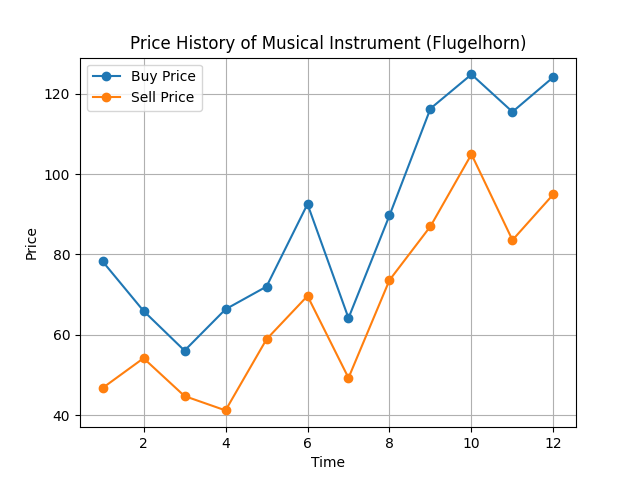 Price History of Musical Instrument (Flugelhorn)
Buy Price
Sell Price
120
100
80
60
40
Price
2 4 6 8 10 12
Time